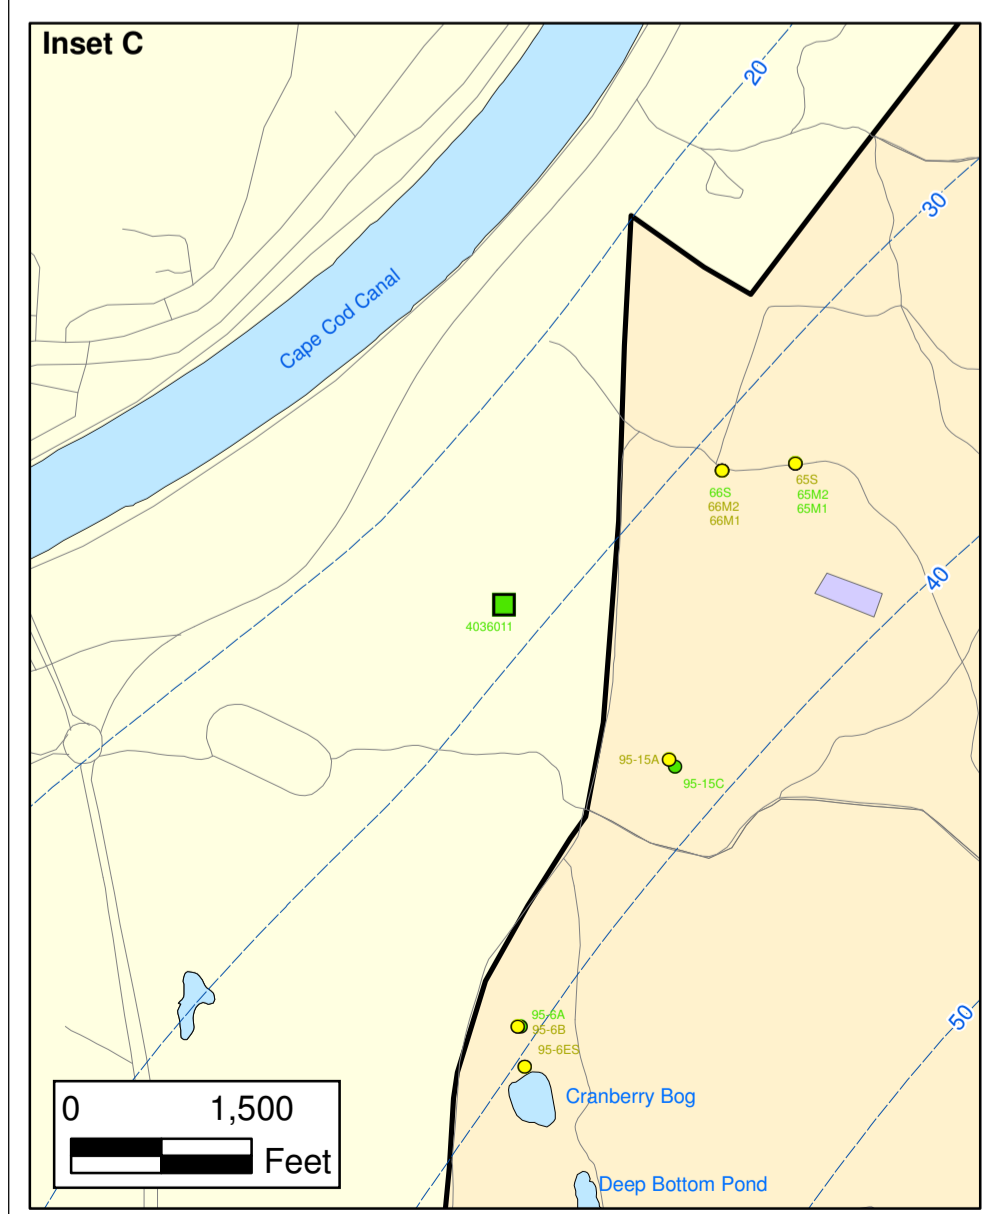 Inset C
20
30
Cape Cod Canal
65S
65M2
65M1
66S
66M2
66M1
40
4036011
95-15A
95-15C
95-6A
95-6B
50
95-6ES
Cranberry Bog
0 1,500
Feet
Deep Bottom Pond